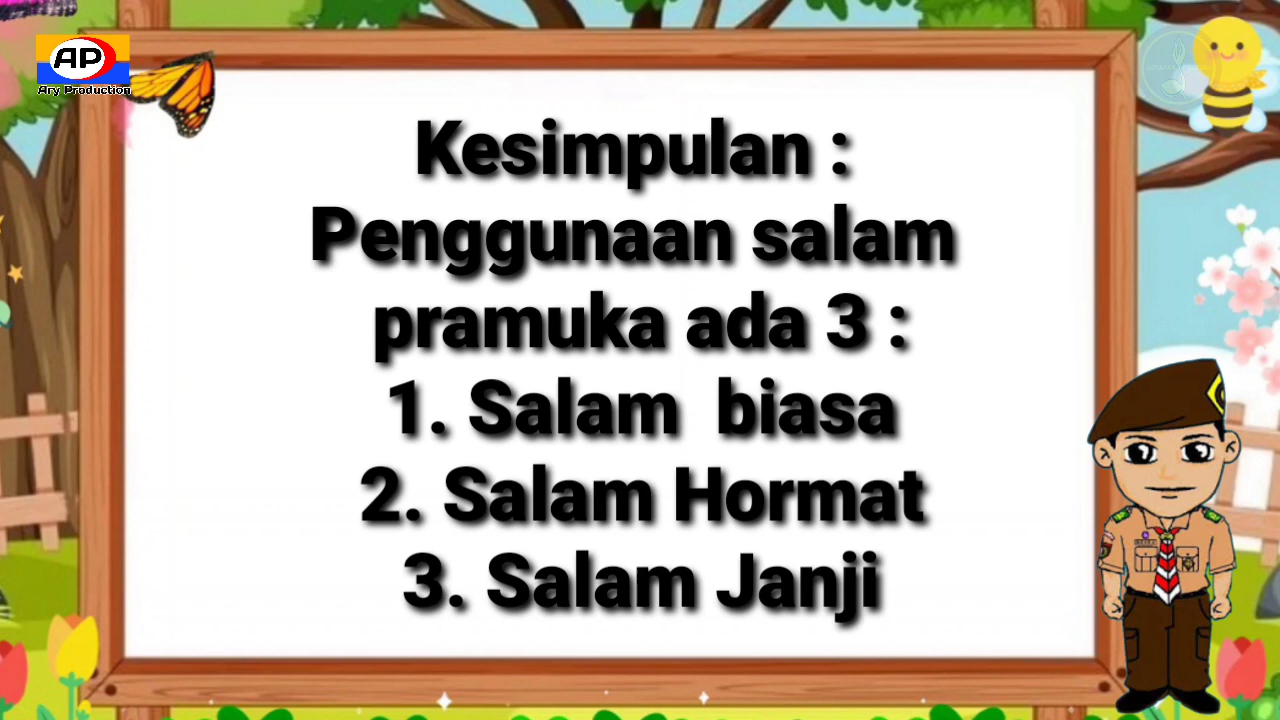 AP
Ary Production
Kesimpulan :
Penggunaan salam
pramuka ada 3 :
1. Salam biasa
2. Salam Hormat
3. Salam Janji